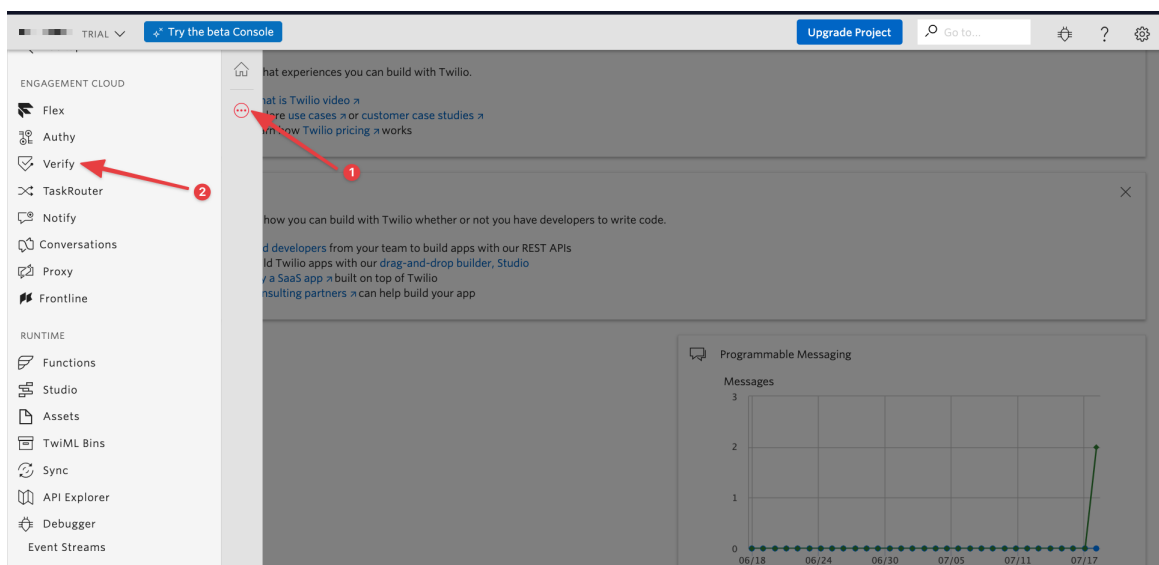 TRIAL
Try the beta Console
Upgrade Project
Go to...
?
ENGAGEMENT CLOUD
Flex
Authy
Verify
TaskRouter
Notify
Conversations
Proxy
Frontline
RUNTIME
Functions
Studio
Assets
TwiML Bins
Sync
API Explorer
Debugger
Event Streams
1
2
hat experiences you can build with Twilio.
hat is Twilio video
ore use cases or customer case studies
rn how Twilio pricing works
how you can build with Twilio whether or not you have developers to write code.
d developers from your team to build apps with our REST APIs
ld Twilio apps with our drag-and-drop builder, Studio
y a SaaS app built on top of Twilio
nsulting partners can help build your app
Programmable Messaging
Messages
3
2
1
0
06/18 06/24 06/30 07/05 07/11 07/17